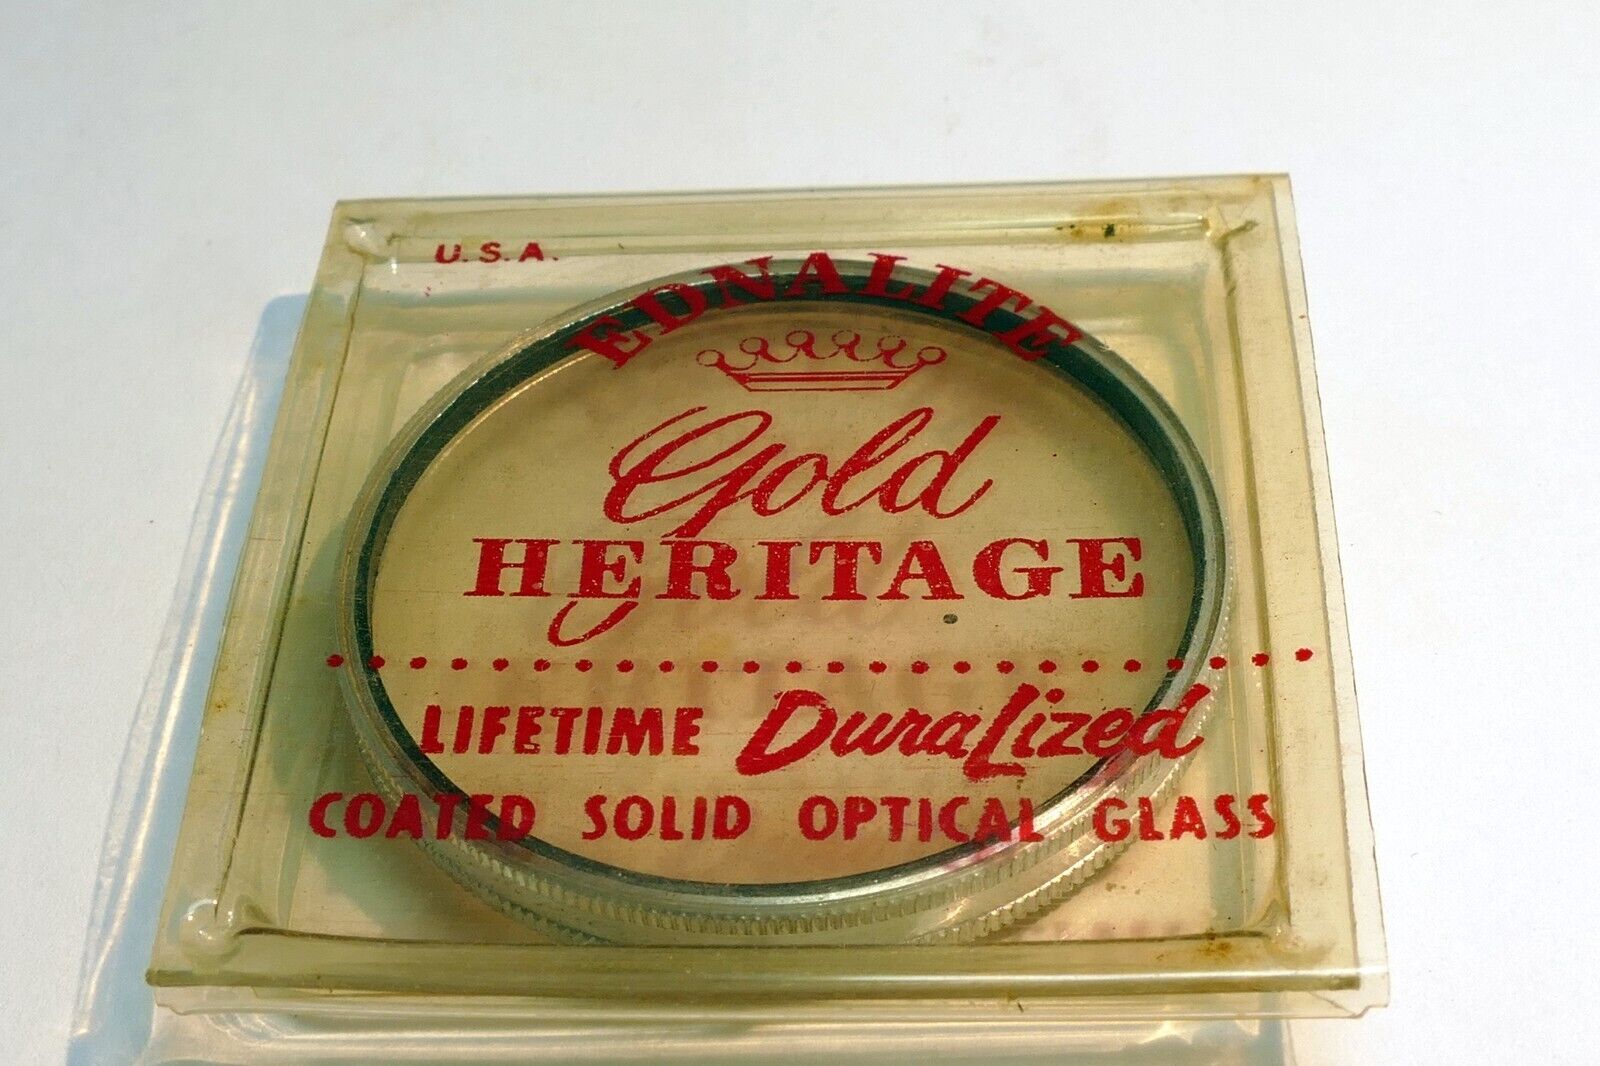 U.S.A.
EDNALITE
Gold
HERITAGE
LIFETIME DuraLized
COATED SOLID OPTICAL GLASS